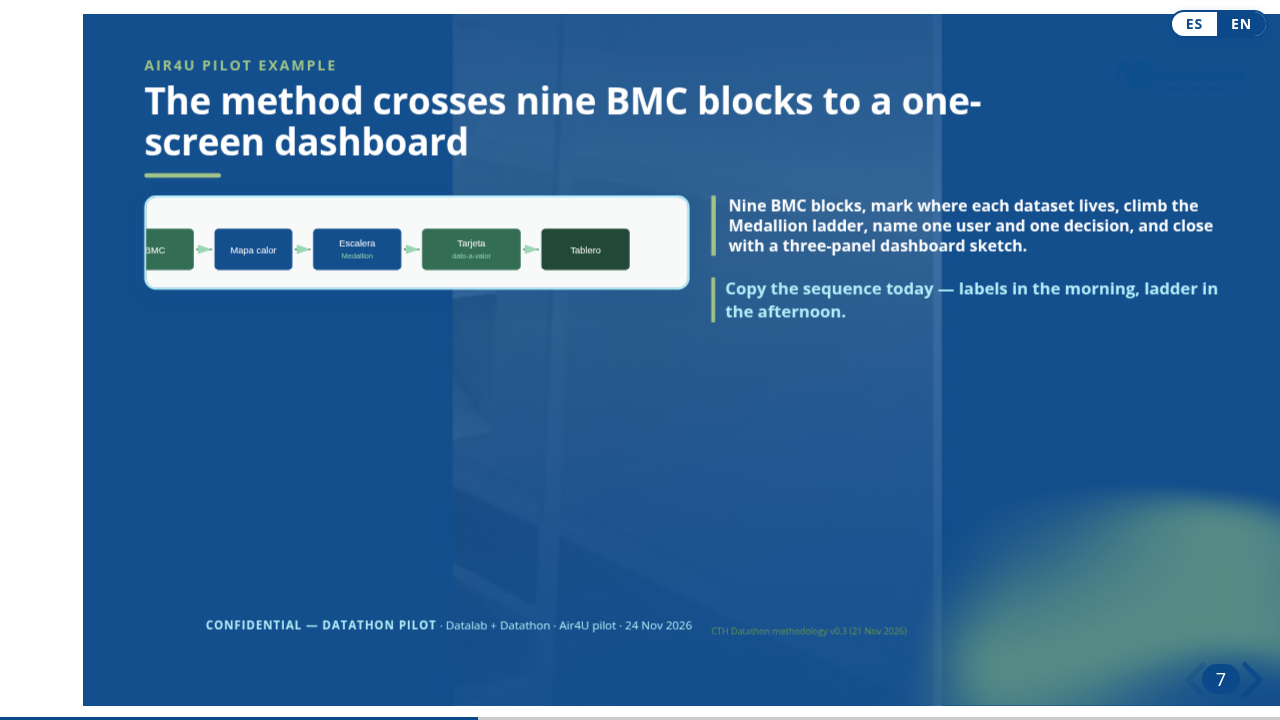 ES EN
AIR4U PILOT EXAMPLE
The method crosses nine BMC blocks to a one-
screen dashboard
BMC
Mapa calor
Escalera
Medallion
Tarjeta
dato-a-valor
Tablero
Nine BMC blocks, mark where each dataset lives, climb the
Medallion ladder, name one user and one decision, and close
with a three-panel dashboard sketch.
Copy the sequence today — labels in the morning, ladder in
the afternoon.
CONFIDENTIAL — DATATHON PILOT · Datalab + Datathon · Air4U pilot · 24 Nov 2026
CTH Datathon methodology v0.3 (21 Nov 2026)
7